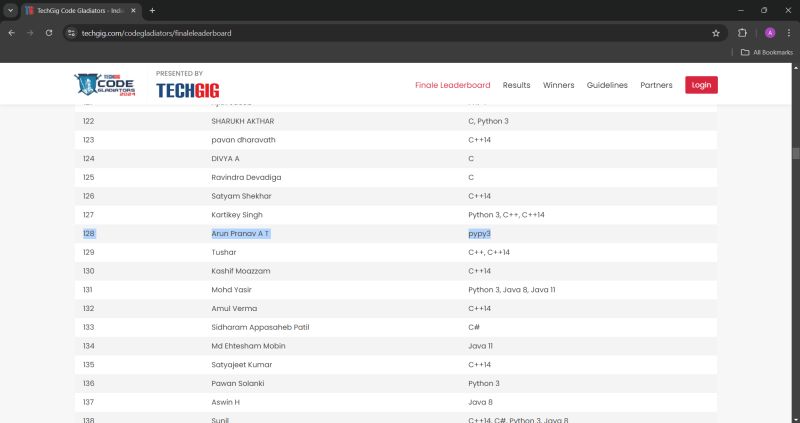 TechGig Code Gladiators - Indi
techgig.com/codegladiators/finaleleaderboard
A
All Bookmarks
TECHGIG
CODE
GLADIATORS
2024
PRESENTED BY
TECHGIG
Finale Leaderboard Results Winners Guidelines Partners Login
122 SHARUKH AKTHAR C, Python 3
123 pavan dharavath C++14
124 DIVYA A C
125 Ravindra Devadiga C
126 Satyam Shekhar C++14
127 Kartikey Singh Python 3, C++, C++14
128 Arun Pranav A T pypy3
129 Tushar C++, C++14
130 Kashif Moazzam C++14
131 Mohd Yasir Python 3, Java 8, Java 11
132 Amul Verma C++14
133 Sidharam Appasaheb Patil C#
134 Md Ehtesham Mobin Java 11
135 Satyajeet Kumar C++14
136 Pawan Solanki Python 3
137 Aswin H Java 8
138 Sunil C++14, C#, Python 3, Java 8